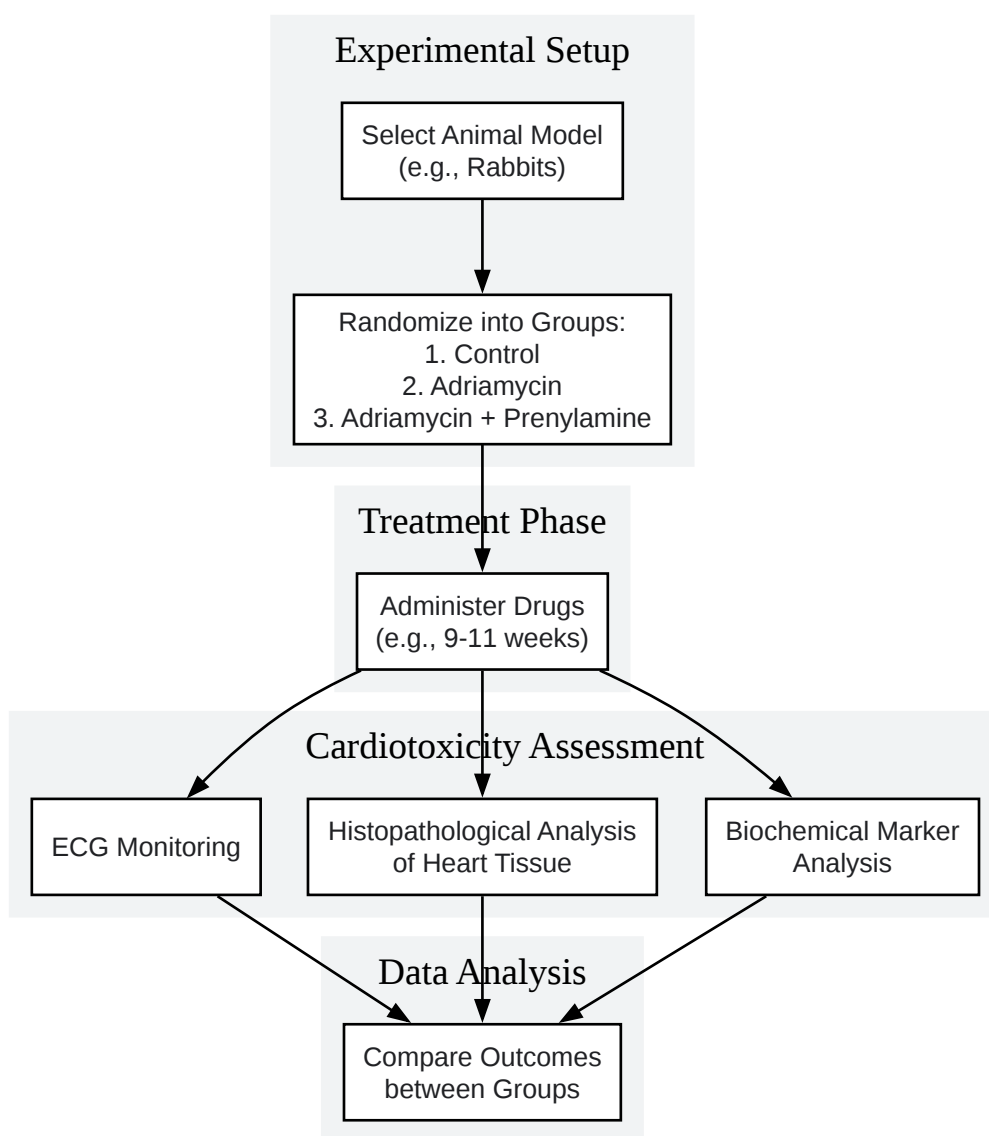 Experimental Setup
Select Animal Model
(e.g., Rabbits)
Randomize into Groups:
1. Control
2. Adriamycin
3. Adriamycin + Prenylamine
Treatment Phase
Administer Drugs
(e.g., 9-11 weeks)
Cardiotoxicity Assessment
ECG Monitoring
Histopathological Analysis
of Heart Tissue
Biochemical Marker
Analysis
Data Analysis
Compare Outcomes
between Groups